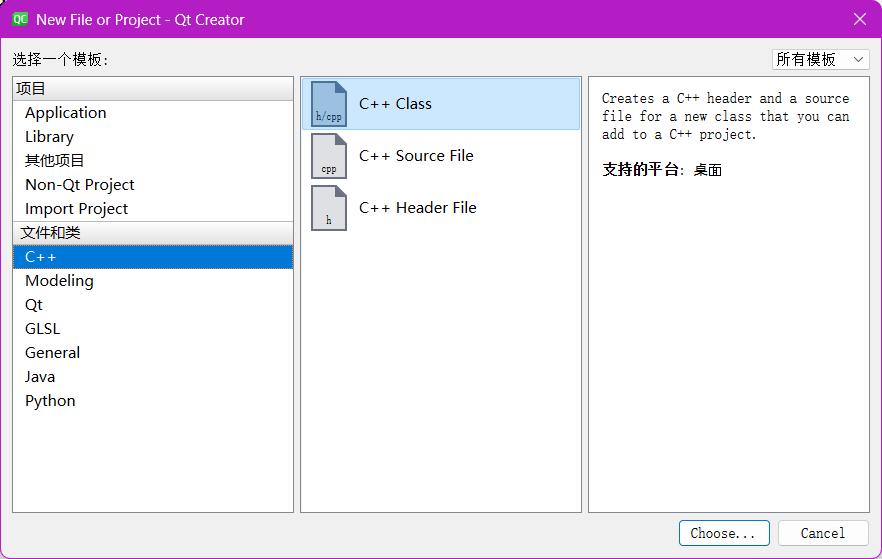 QC New File or Project - Qt Creator
选择一个模板：
所有模板
项目
Application
Library
其他项目
Non-Qt Project
Import Project
文件和类
C++
Modeling
Qt
GLSL
General
Java
Python
h/cpp
C++ Class
cpp
C++ Source File
h
C++ Header File
Creates a C++ header and a source
file for a new class that you can
add to a C++ project.
支持的平台：桌面
Choose...
Cancel